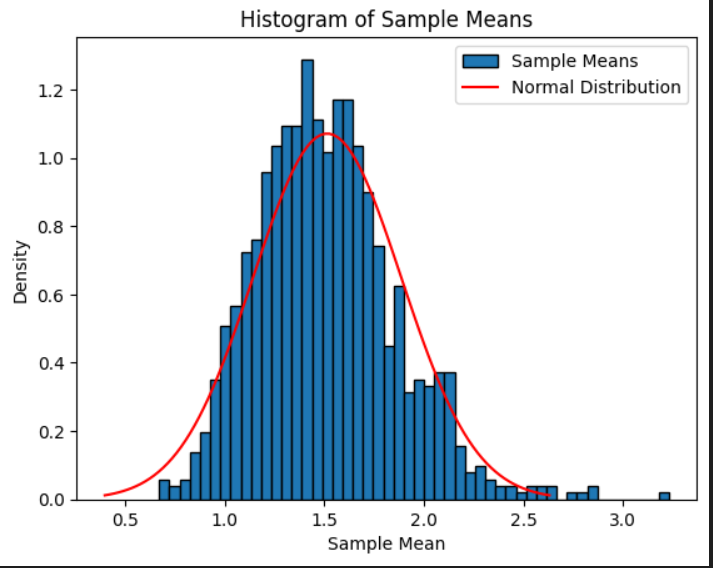 Histogram of Sample Means
Sample Means
Normal Distribution
1.2
1.0
0.8
0.6
0.4
0.2
0.0
Density
0.5 1.0 1.5 2.0 2.5 3.0
Sample Mean